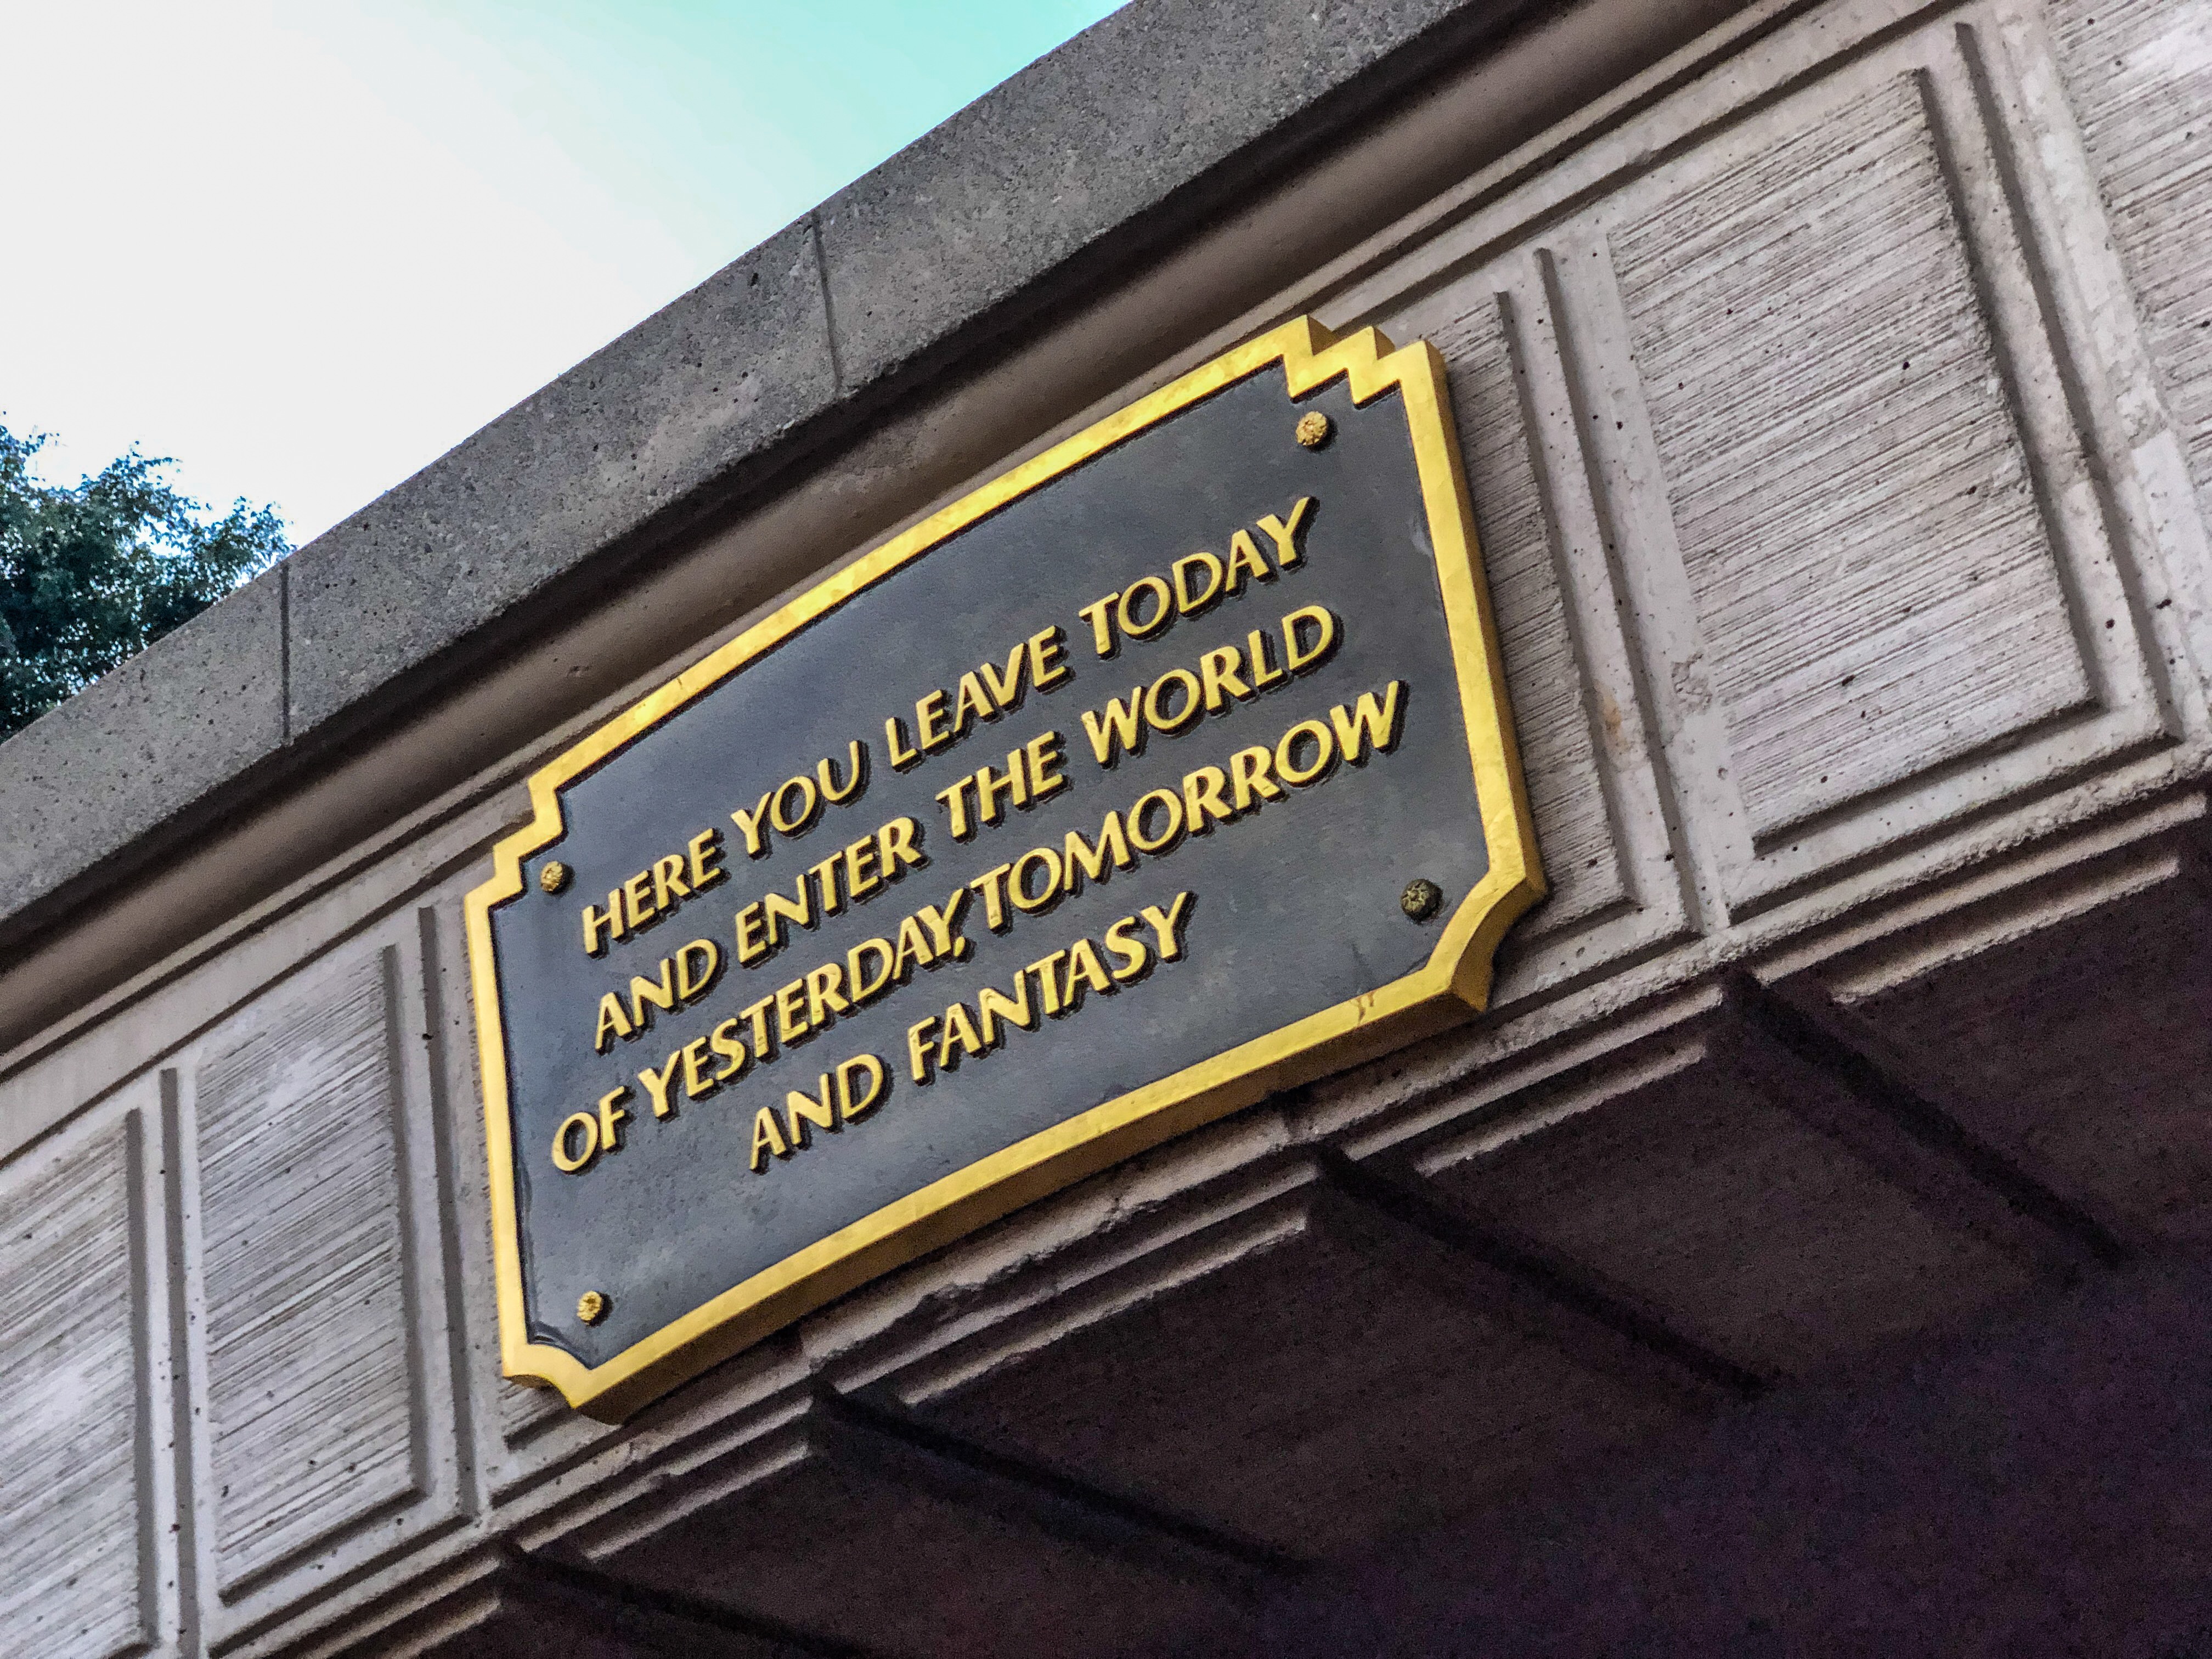 HERE YOU LEAVE TODAY
AND ENTER THE WORLD
OF YESTERDAY, TOMORROW
AND FANTASY